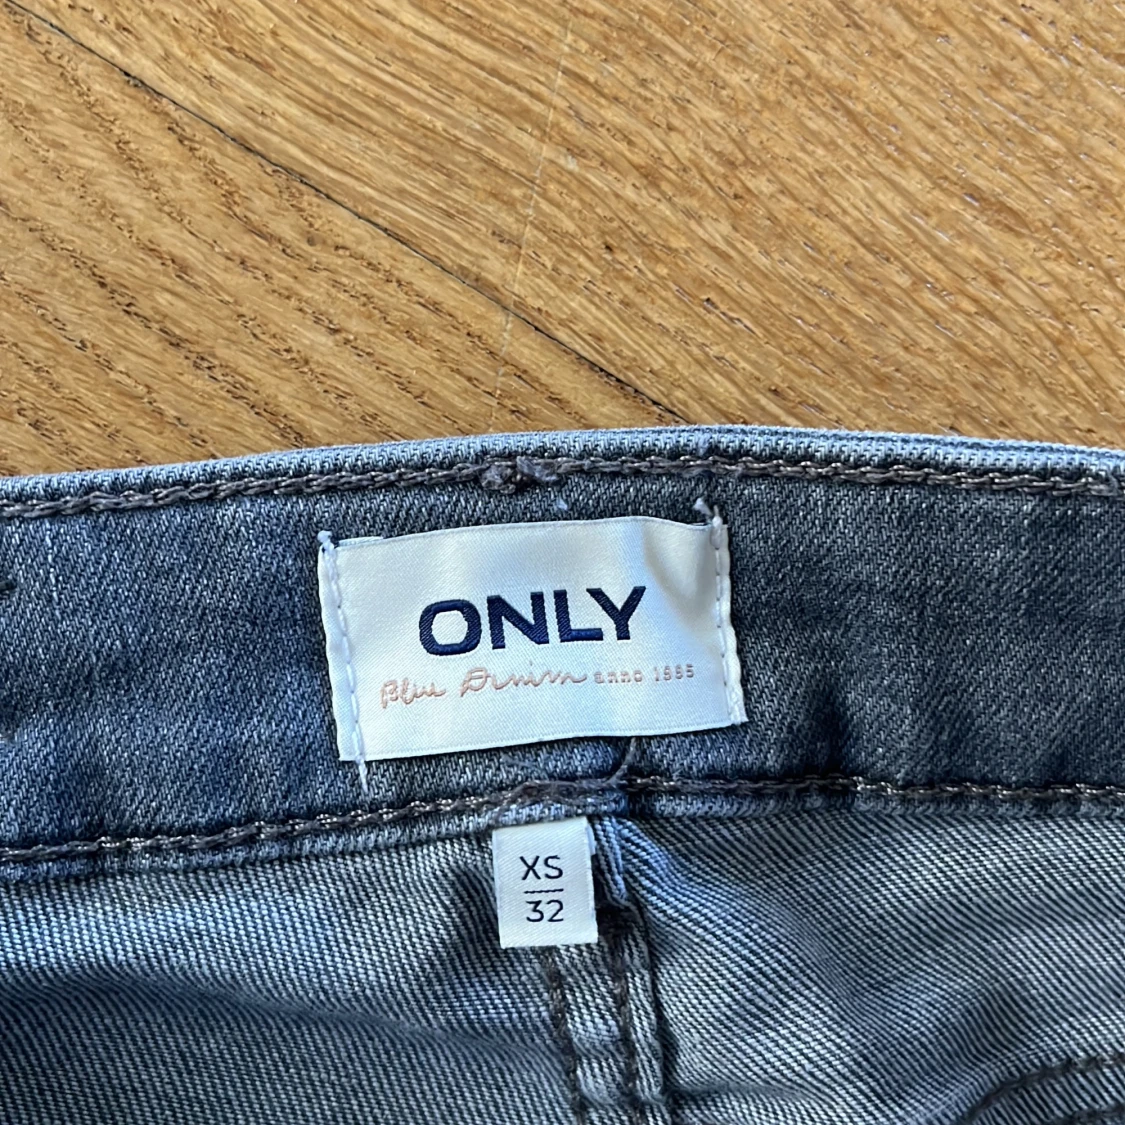 ONLY
Blue Denim anno 1995
XS
32